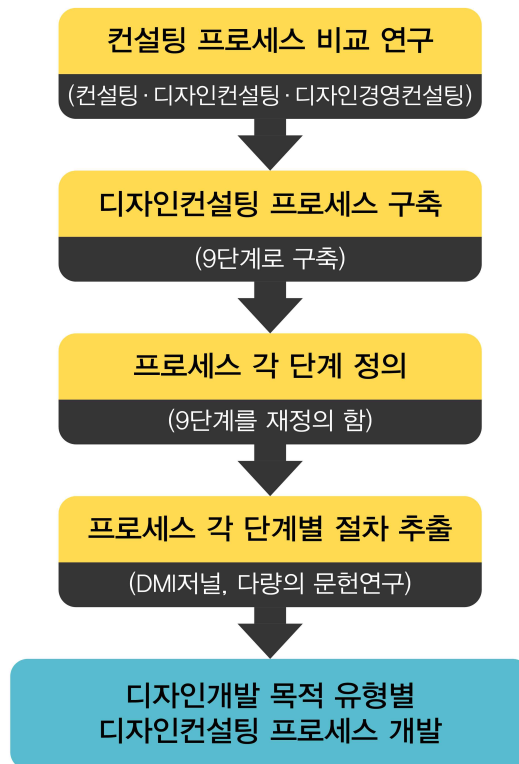 컨설팅 프로세스 비교 연구
(컨설팅·디자인컨설팅·디자인경영컨설팅)
디자인컨설팅 프로세스 구축
(9단계로 구축)
프로세스 각 단계 정의
(9단계를 재정의 함)
프로세스 각 단계별 절차 추출
(DMI저널, 다량의 문헌연구)
디자인개발 목적 유형별
디자인컨설팅 프로세스 개발